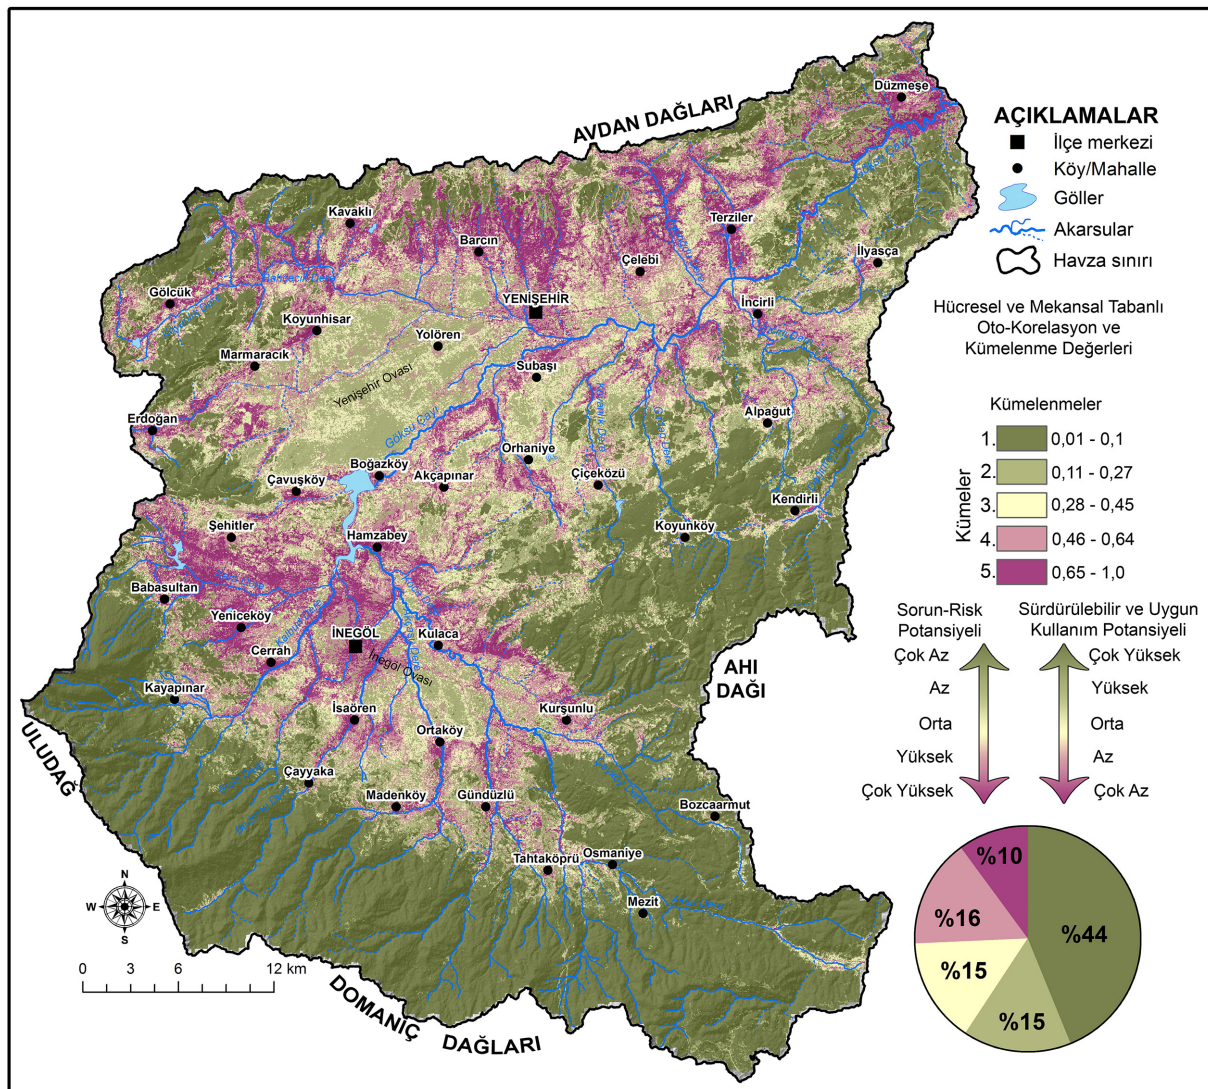 AVDAN DAĞLARI
Düzmeşe
Kavaklı
Barcın
Terziler
Çelebi
İlyasça
Gölcük
YENİŞEHİR
İncirli
Koyunhisar
Yolören
Marmaracık
Subaşı
Yenişehir Ovası
Erdoğan
Göksu Çayı
Alpağut
Orhaniye
Boğazköy
Akçapınar
Çiçeközü
Çavuşköy
Kendirli
Şehitler
Koyunköy
Hamzabey
Babasultan
Yeniceköy
İNEGÖL
Kulaca
Cerrah
İnegöl Ovası
AHI
DAĞI
Kayapınar
İsaören
Kurşunlu
ULUDAĞ
Ortaköy
Çayyaka
Madenköy
Gündüzlü
Bozcaarmut
Tahtaköprü
Osmaniye
Mezit
DOMANİÇ
DAĞLARI
N
W
E
S
0
3
6
12 km
AÇIKLAMALAR
İlçe merkezi
Köy/Mahalle
Göller
Akarsular
Havza sınırı
Hücresel ve Mekansal Tabanlı
Oto-Korelasyon ve
Kümelenme Değerleri
Kümelenmeler
Kümeler
1. 0,01 - 0,1
2. 0,11 - 0,27
3. 0,28 - 0,45
4. 0,46 - 0,64
5. 0,65 - 1,0
Sorun-Risk
Potansiyeli
Çok Az
Az
Orta
Yüksek
Çok Yüksek
Sürdürülebilir ve Uygun
Kullanım Potansiyeli
Çok Yüksek
Yüksek
Orta
Az
Çok Az
%10
%16
%44
%15
%15